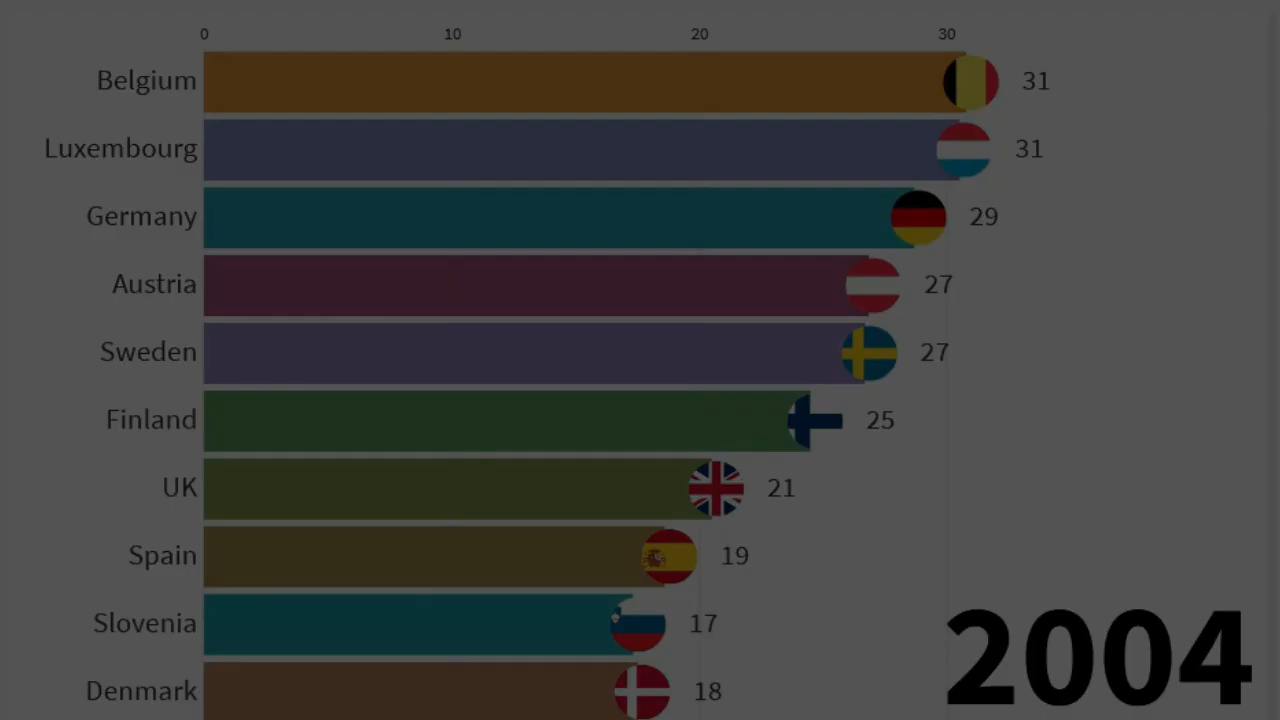 0 10 20 30
Belgium 31
Luxembourg 31
Germany 29
Austria 27
Sweden 27
Finland 25
UK 21
Spain 19
Slovenia 17
Denmark 18
2004